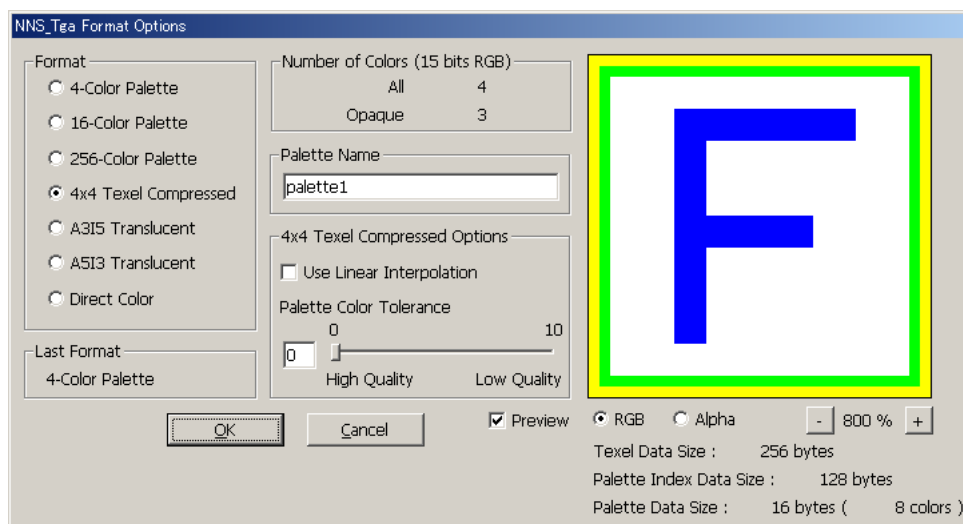 NNS_Tga Format Options
Format
4-Color Palette
16-Color Palette
256-Color Palette
4x4 Texel Compressed
A3I5 Translucent
A5I3 Translucent
Direct Color
Last Format
4-Color Palette
Number of Colors (15 bits RGB)
All 4
Opaque 3
Palette Name
palette1
4x4 Texel Compressed Options
Use Linear Interpolation
Palette Color Tolerance
0 10
0
High Quality Low Quality
OK
Cancel
Preview
F
RGB Alpha - 800 % +
Texel Data Size : 256 bytes
Palette Index Data Size : 128 bytes
Palette Data Size : 16 bytes ( 8 colors )